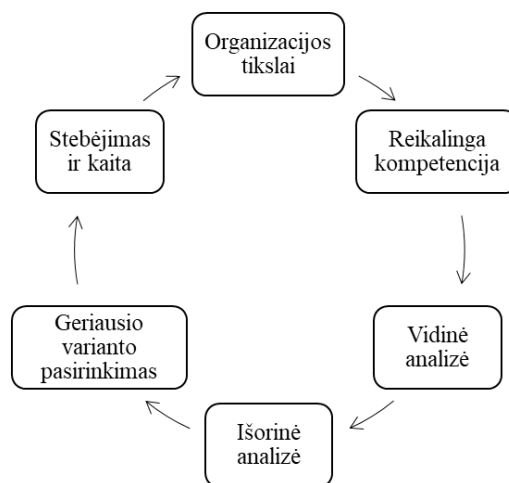 Organizacijos
tikslai
Reikalinga
kompetencija
Vidinė
analizė
Išorinė
analizė
Geriausio
varianto
pasirinkimas
Stebėjimas
ir kaita